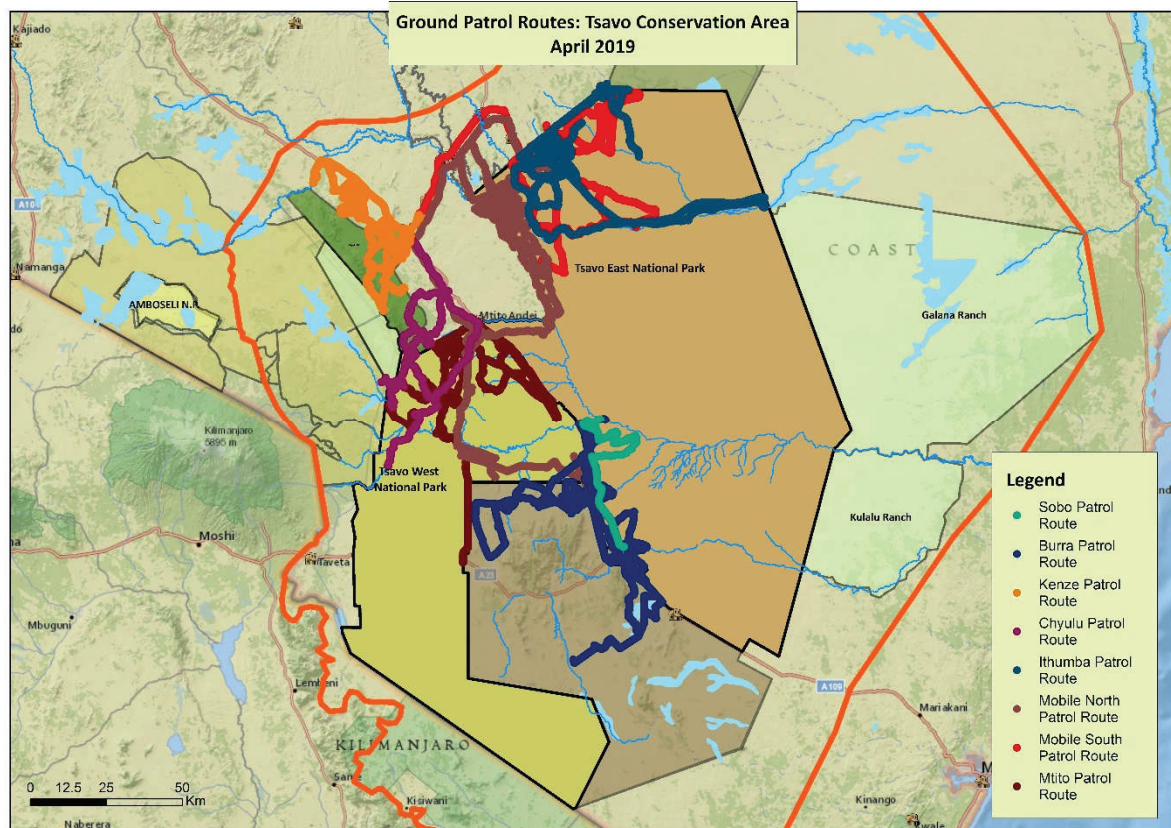 Ground Patrol Routes: Tsavo Conservation Area
April 2019
Kajiado
A10
Namanga
AMBOSELI N.P.
Mtito Andei
Tsavo East National Park
COAST
Galana Ranch
Kilimanjaro
5895 m
Tsavo West
National Park
Kulalu Ranch
Moshi
Taveta
A23
Mbuguni
Lembeni
A109
Mariakani
KILIMANJARO
Same
Kisiwani
Kinango
Naberera
0 12.5 25 50
Km
Legend
Sobo Patrol
Route
Burra Patrol
Route
Kenze Patrol
Route
Chyulu Patrol
Route
Ithumba Patrol
Route
Mobile North
Patrol Route
Mobile South
Patrol Route
Mtito Patrol
Route